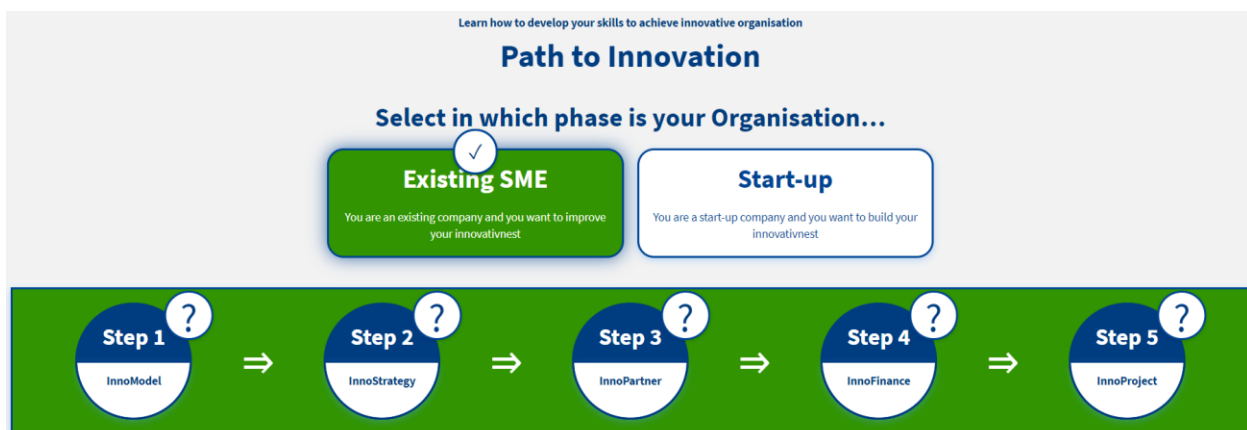 Learn how to develop your skills to achieve innovative organisation
Path to Innovation
Select in which phase is your Organisation...
✓
Existing SME
You are an existing company and you want to improve
your innovativnest
Start-up
You are a start-up company and you want to build your
innovativnest
Step 1
?
InnoModel
⇒
Step 2
?
InnoStrategy
⇒
Step 3
?
InnoPartner
⇒
Step 4
?
InnoFinance
⇒
Step 5
?
InnoProject